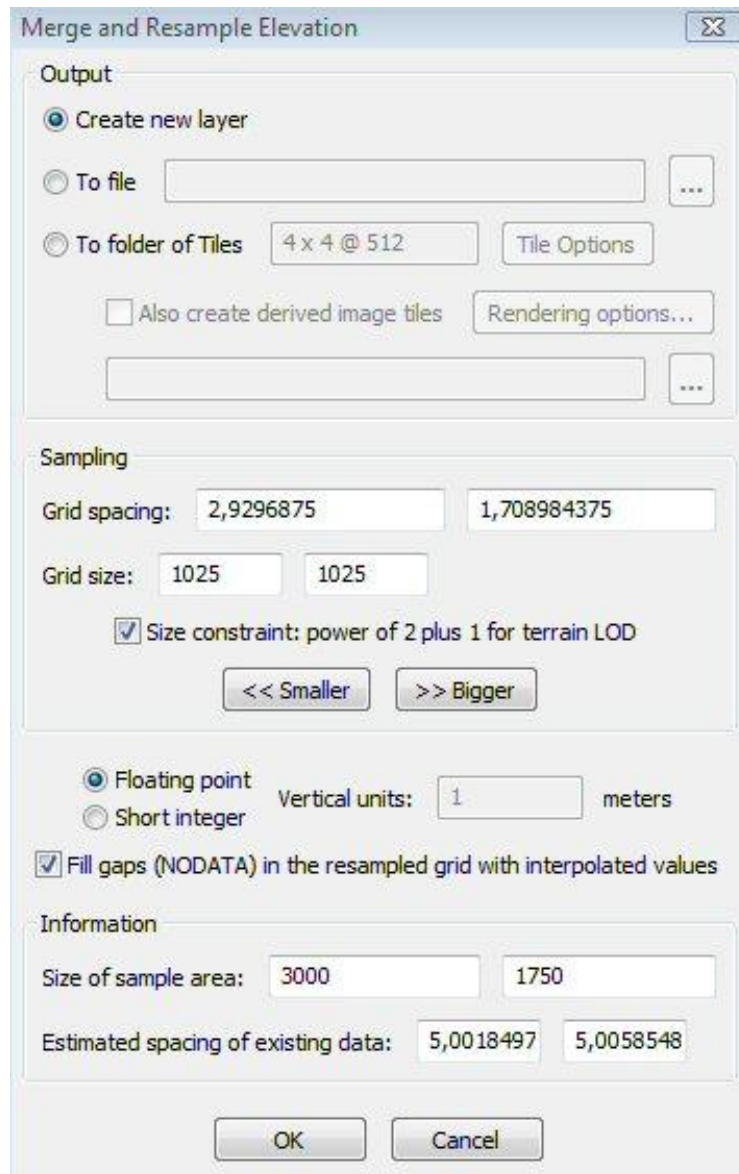 Merge and Resample Elevation
Output
Create new layer
To file ...
To folder of Tiles 4 x 4 @ 512 Tile Options
Also create derived image tiles Rendering options...
...
Sampling
Grid spacing: 2,9296875 1,708984375
Grid size: 1025 1025
Size constraint: power of 2 plus 1 for terrain LOD
<< Smaller >> Bigger
Floating point
Short integer
Vertical units: 1 meters
Fill gaps (NODATA) in the resampled grid with interpolated values
Information
Size of sample area: 3000 1750
Estimated spacing of existing data: 5,0018497 5,0058548
OK Cancel